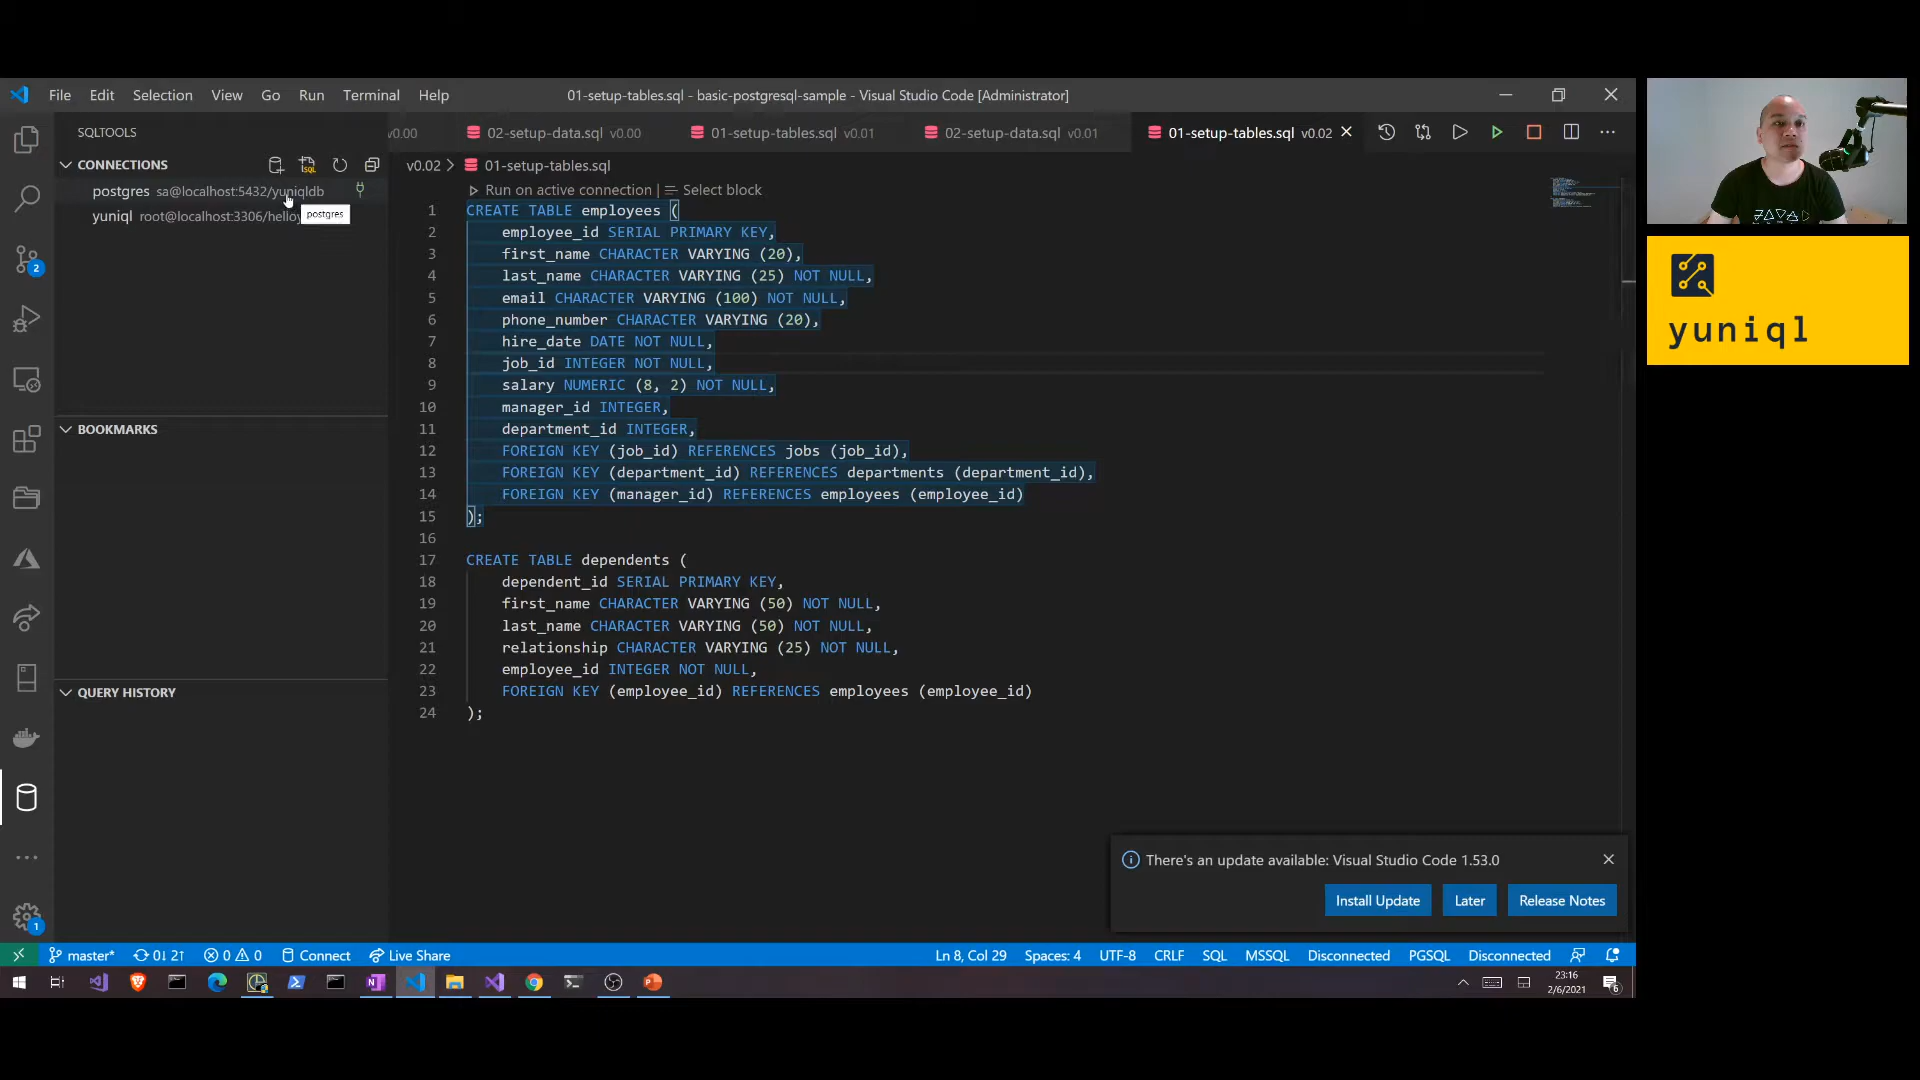 File Edit Selection View Go Run Terminal Help
01-setup-tables.sql - basic-postgresql-sample - Visual Studio Code [Administrator]
SQLTOOLS
CONNECTIONS
postgres sa@localhost:5432/yuniqldb
yuniql root@localhost:3306/helloy
postgres
BOOKMARKS
QUERY HISTORY
v0.00 02-setup-data.sql v0.00 01-setup-tables.sql v0.01 02-setup-data.sql v0.01 01-setup-tables.sql v0.02
v0.02 > 01-setup-tables.sql
Run on active connection | Select block
1 CREATE TABLE employees (
2 employee_id SERIAL PRIMARY KEY,
3 first_name CHARACTER VARYING (20),
4 last_name CHARACTER VARYING (25) NOT NULL,
5 email CHARACTER VARYING (100) NOT NULL,
6 phone_number CHARACTER VARYING (20),
7 hire_date DATE NOT NULL,
8 job_id INTEGER NOT NULL,
9 salary NUMERIC (8, 2) NOT NULL,
10 manager_id INTEGER,
11 department_id INTEGER,
12 FOREIGN KEY (job_id) REFERENCES jobs (job_id),
13 FOREIGN KEY (department_id) REFERENCES departments (department_id),
14 FOREIGN KEY (manager_id) REFERENCES employees (employee_id)
15 );
16
17 CREATE TABLE dependents (
18 dependent_id SERIAL PRIMARY KEY,
19 first_name CHARACTER VARYING (50) NOT NULL,
20 last_name CHARACTER VARYING (50) NOT NULL,
21 relationship CHARACTER VARYING (25) NOT NULL,
22 employee_id INTEGER NOT NULL,
23 FOREIGN KEY (employee_id) REFERENCES employees (employee_id)
24 );
There's an update available: Visual Studio Code 1.53.0
Install Update Later Release Notes
2
1
master* 0↓ 2↑ 0 0 Connect Live Share
Ln 8, Col 29 Spaces: 4 UTF-8 CRLF SQL MSSQL Disconnected PGSQL Disconnected
23:16
2/6/2021
6
yuniql